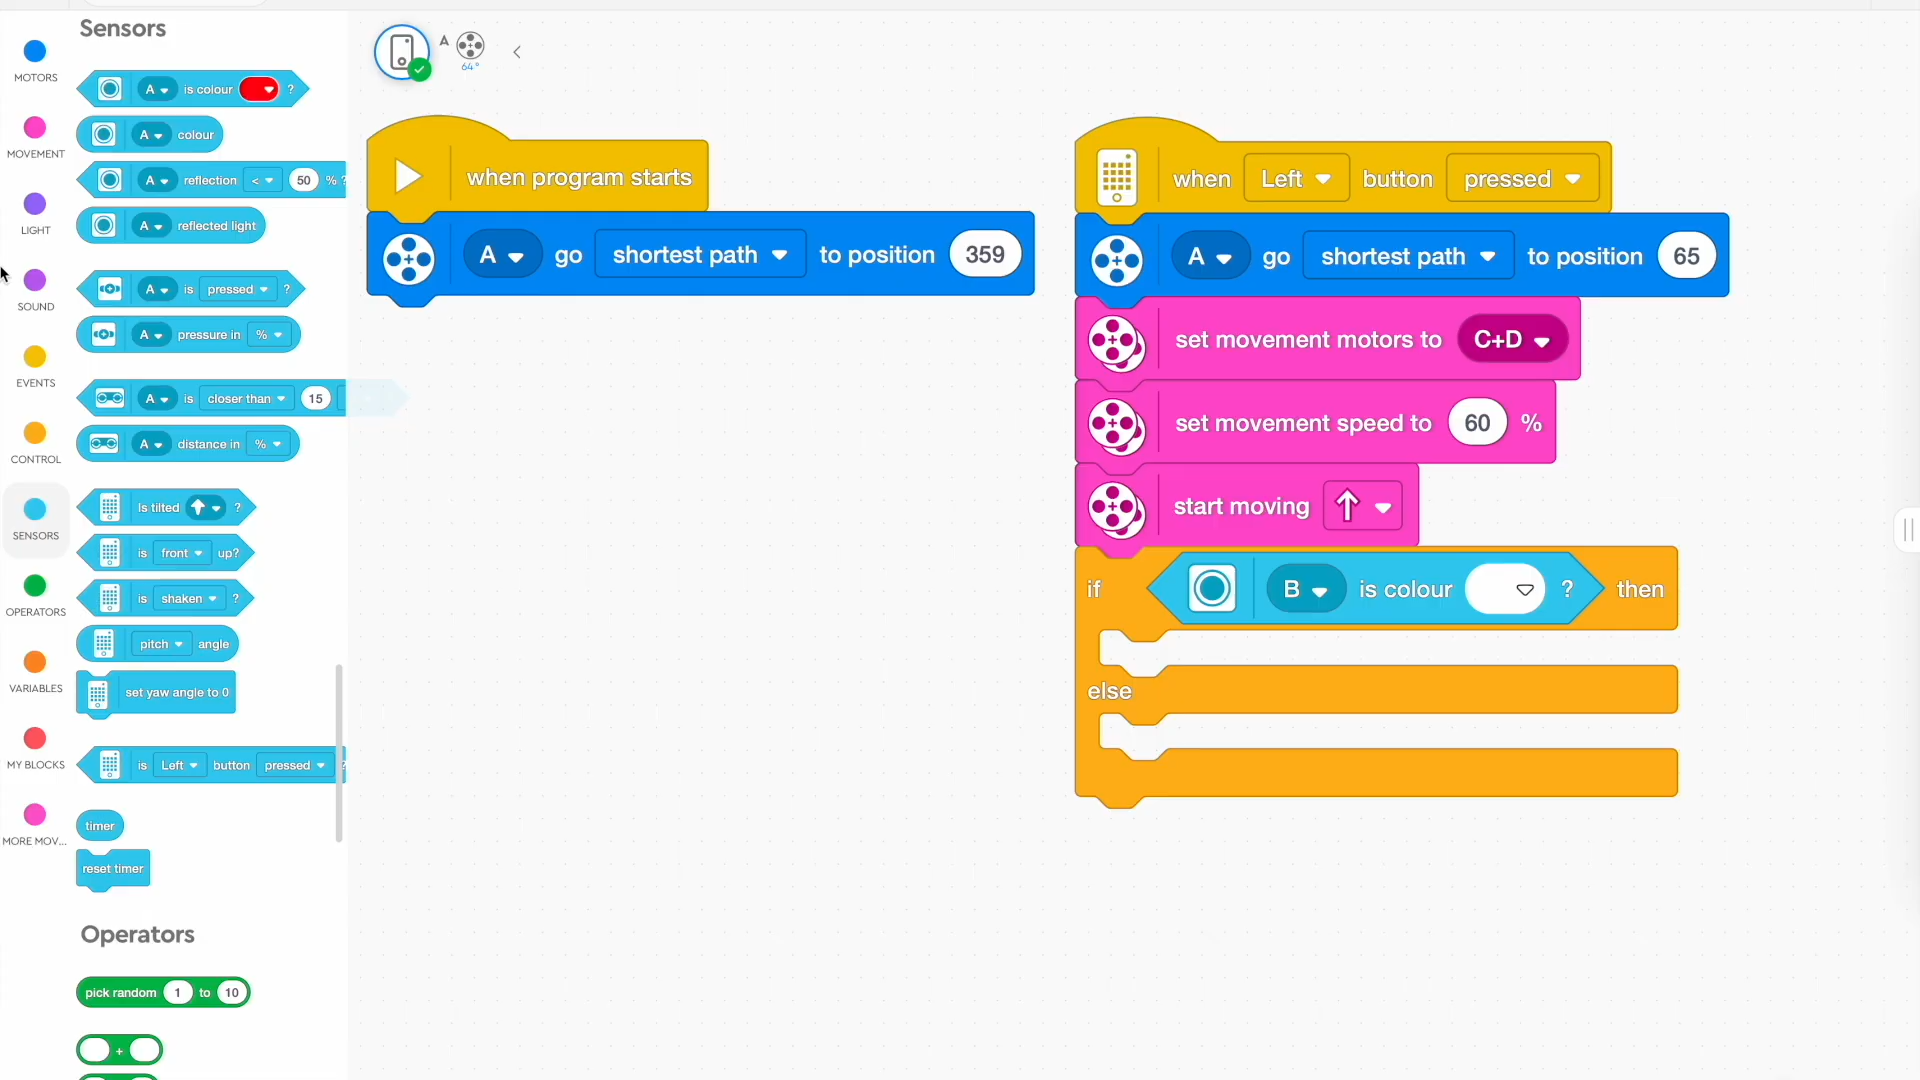 Sensors
MOTORS
MOVEMENT
LIGHT
SOUND
EVENTS
CONTROL
SENSORS
OPERATORS
VARIABLES
MY BLOCKS
MORE MOV...
A is colour ?
A colour
A reflection < 50 % ?
A reflected light
A is pressed ?
A pressure in %
A is closer than 15
A distance in %
Is tilted ?
is front up?
is shaken ?
pitch angle
set yaw angle to 0
is Left button pressed ?
timer
reset timer
Operators
pick random 1 to 10
+
A
64°
when program starts
A go shortest path to position 359
when Left button pressed
A go shortest path to position 65
set movement motors to C+D
set movement speed to 60 %
start moving
if B is colour ? then
else